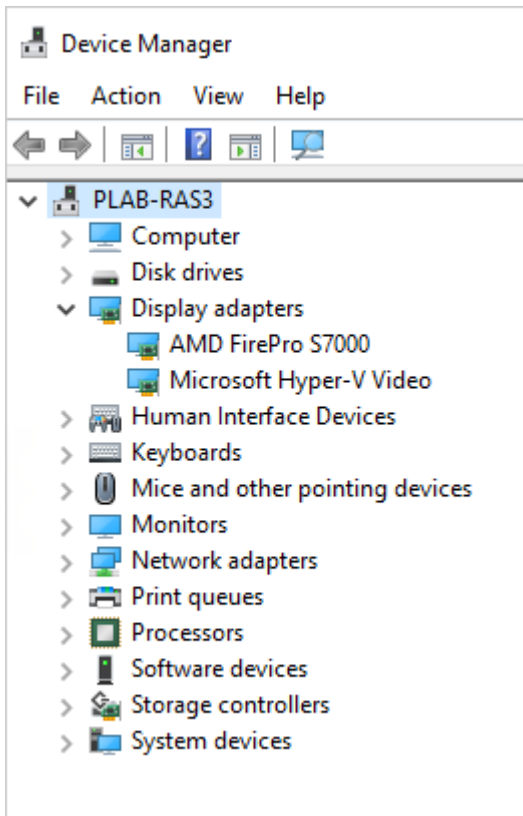 Device Manager
File Action View Help
PLAB-RAS3
Computer
Disk drives
Display adapters
AMD FirePro S7000
Microsoft Hyper-V Video
Human Interface Devices
Keyboards
Mice and other pointing devices
Monitors
Network adapters
Print queues
Processors
Software devices
Storage controllers
System devices